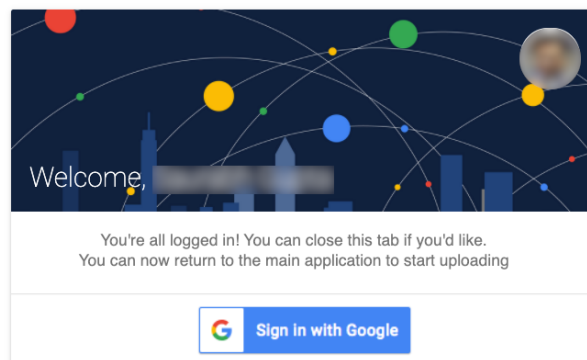 Welcome,
You're all logged in! You can close this tab if you'd like.
You can now return to the main application to start uploading
Sign in with Google